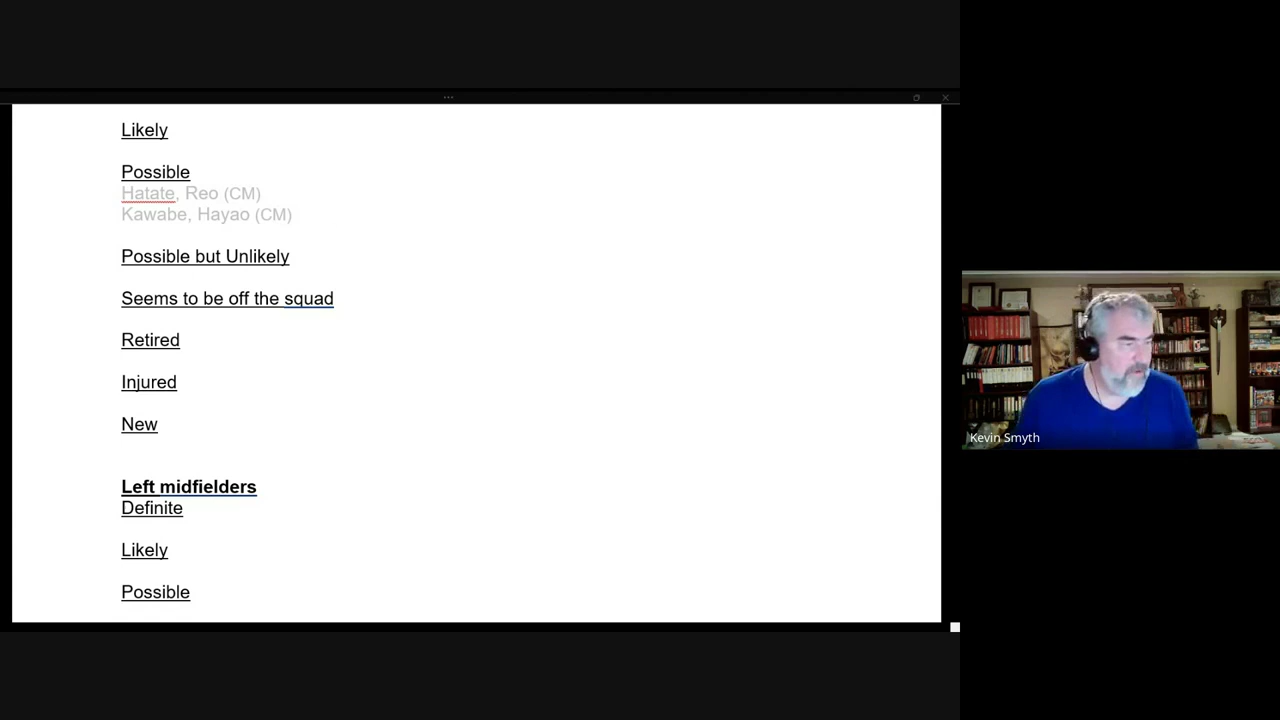 Likely
Possible
Hatate, Reo (CM)
Kawabe, Hayao (CM)
Possible but Unlikely
Seems to be off the squad
Retired
Injured
New
Left midfielders
Definite
Likely
Possible
Kevin Smyth